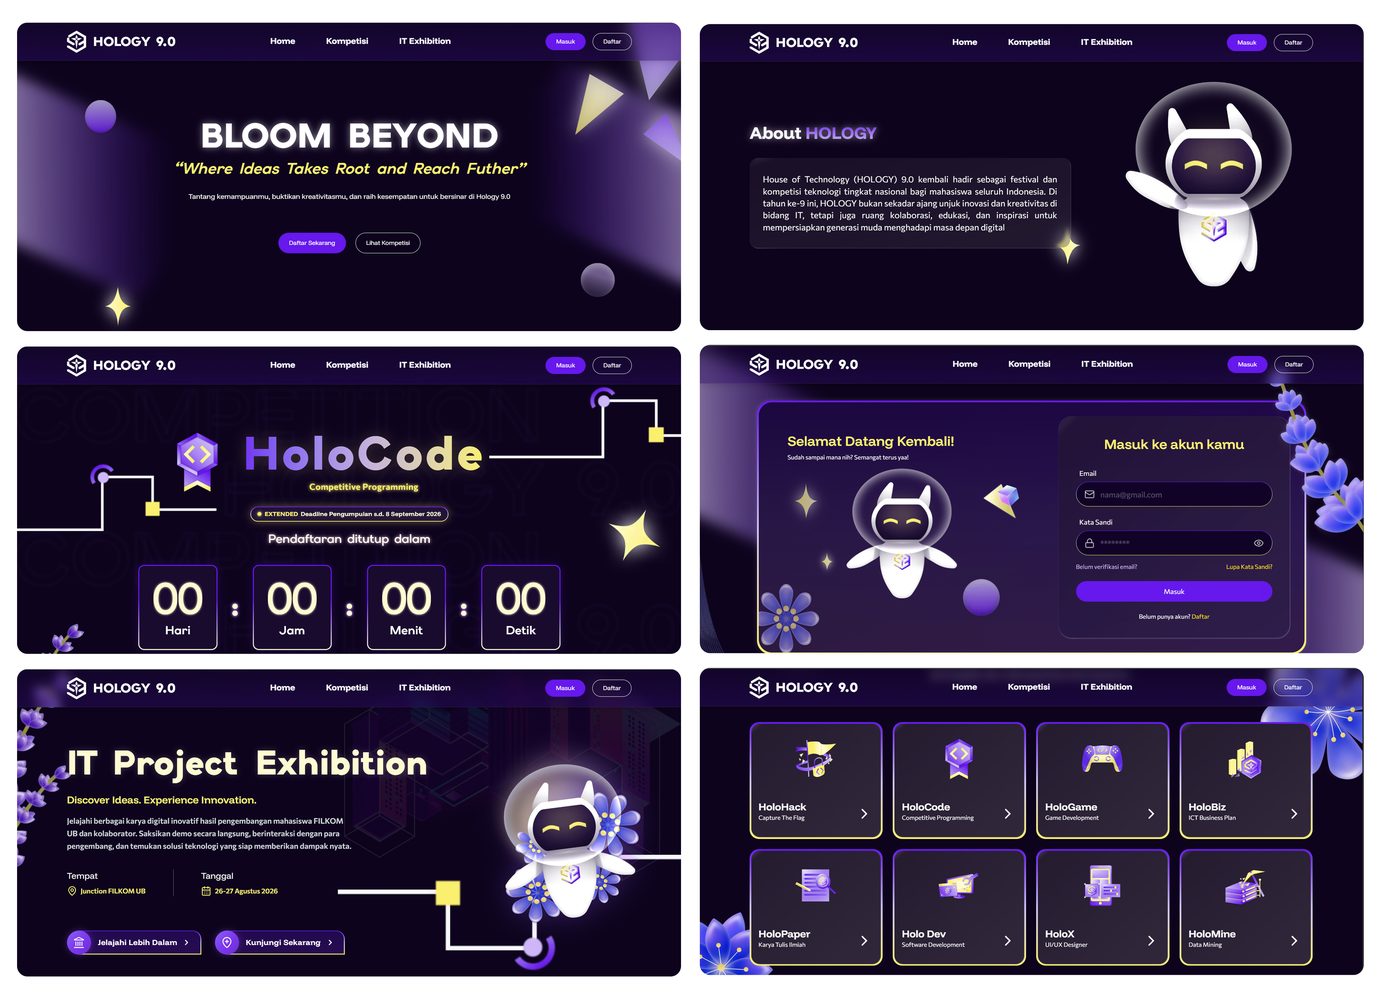 HOLOGY 9.0
Home Kompetisi IT Exhibition
Masuk Daftar
BLOOM BEYOND
“Where Ideas Takes Root and Reach Futher”
Tantang kemampuanmu, buktikan kreativitasmu, dan raih kesempatan untuk bersinar di Hology 9.0
Daftar Sekarang
Lihat Kompetisi
HOLOGY 9.0
Home Kompetisi IT Exhibition
Masuk Daftar
About HOLOGY
House of Technology (HOLOGY) 9.0 kembali hadir sebagai festival dan
kompetisi teknologi tingkat nasional bagi mahasiswa seluruh Indonesia. Di
tahun ke-9 ini, HOLOGY bukan sekadar ajang unjuk inovasi dan kreativitas di
bidang IT, tetapi juga ruang kolaborasi, edukasi, dan inspirasi untuk
mempersiapkan generasi muda menghadapi masa depan digital
HOLOGY 9.0
Home Kompetisi IT Exhibition
Masuk Daftar
HoloCode
Competitive Programming
EXTENDED Deadline Pengumpulan s.d. 8 September 2026
Pendaftaran ditutup dalam
00 : 00 : 00 : 00
Hari Jam Menit Detik
HOLOGY 9.0
Home Kompetisi IT Exhibition
Masuk Daftar
Selamat Datang Kembali!
Sudah sampai mana nih? Semangat terus yaa!
Masuk ke akun kamu
Email
nama@gmail.com
Kata Sandi
********
Belum verifikasi email? Lupa Kata Sandi?
Masuk
Belum punya akun? Daftar
HOLOGY 9.0
Home Kompetisi IT Exhibition
Masuk Daftar
IT Project Exhibition
Discover Ideas. Experience Innovation.
Jelajahi berbagai karya digital inovatif hasil pengembangan mahasiswa FILKOM
UB dan kolaborator. Saksikan demo secara langsung, berinteraksi dengan para
pengembang, dan temukan solusi teknologi yang siap memberikan dampak nyata.
Tempat Tanggal
Junction FILKOM UB 26-27 Agustus 2026
Jelajahi Lebih Dalam
Kunjungi Sekarang
HOLOGY 9.0
Home Kompetisi IT Exhibition
Masuk Daftar
HoloHack
Capture The Flag
HoloCode
Competitive Programming
HoloGame
Game Development
HoloBiz
ICT Business Plan
HoloPaper
Karya Tulis Ilmiah
Holo Dev
Software Development
HoloX
UI/UX Designer
HoloMine
Data Mining